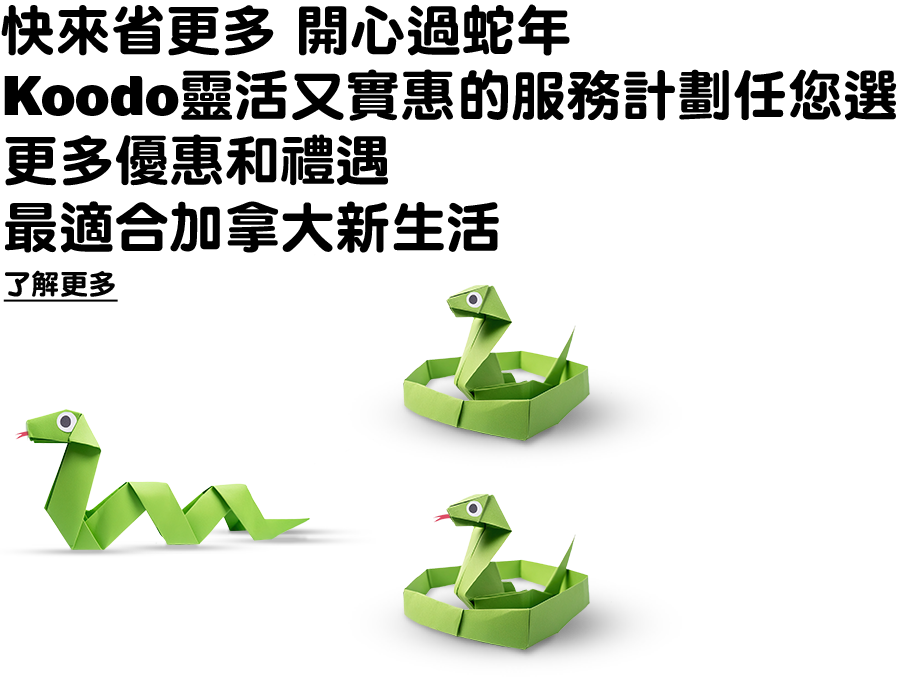 快來省更多 開心過蛇年
Koodo靈活又實惠的服務計劃任您選
更多優惠和禮遇
最適合加拿大新生活
了解更多